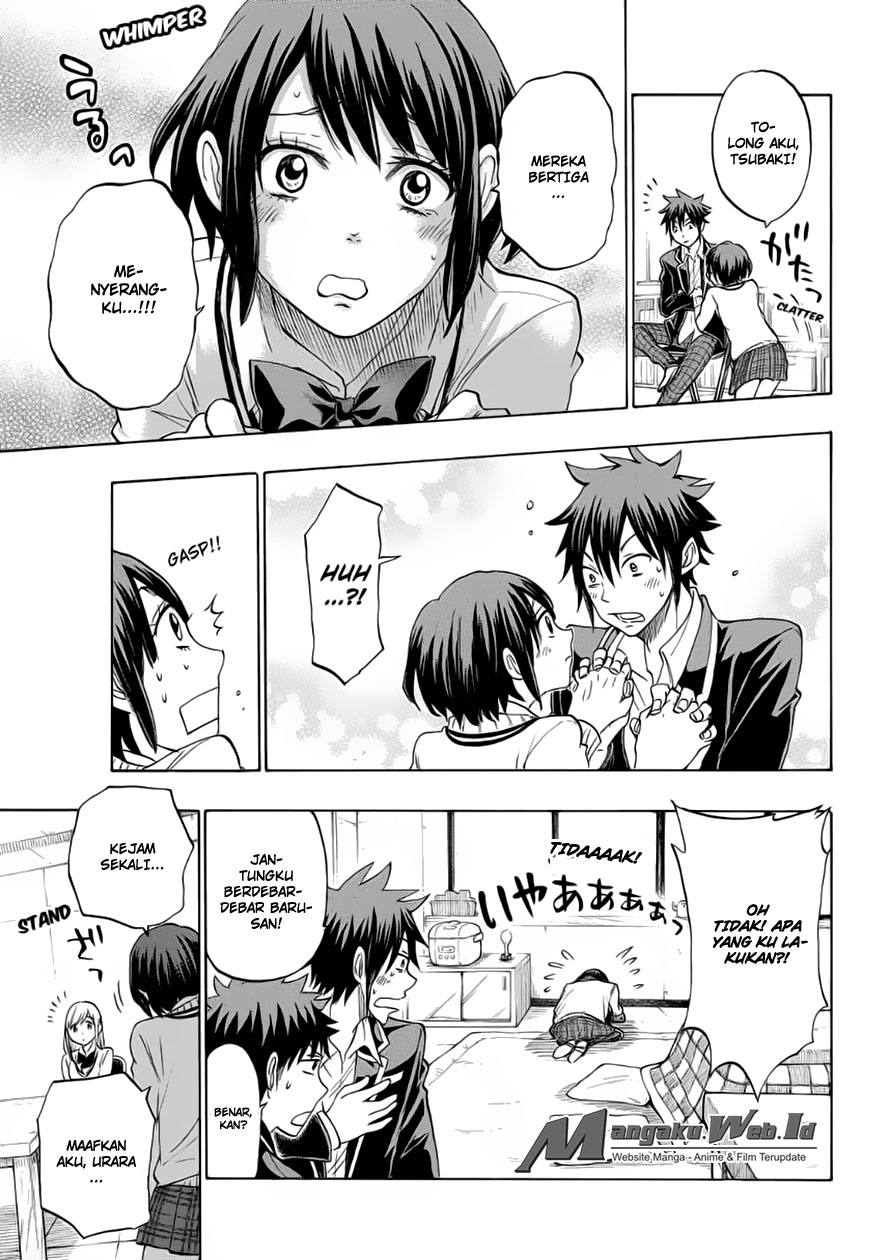 TO-
LONG AKU,
TSUBAKI!
がたっ
CLATTER
MEREKA
BERTIGA
...
WHIMPER
うるっ
ME-
NYERANG-
KU...!!!
HUH
...?!
GASP!!
OH
TIDAK! APA
YANG KU LA-
KUKAN?!
TIDAAAAK!
いやあぁぁぁ
JAN-
TUNGKU
BERDEBAR-
DEBAR BARU-
SAN!
BENAR,
KAN?
KEJAM
SEKALI...
STAND
ざっ
MAAFKAN
AKU, URARA
...
Mangaku Web.Id
Website Manga - Anime & Film Terupdate